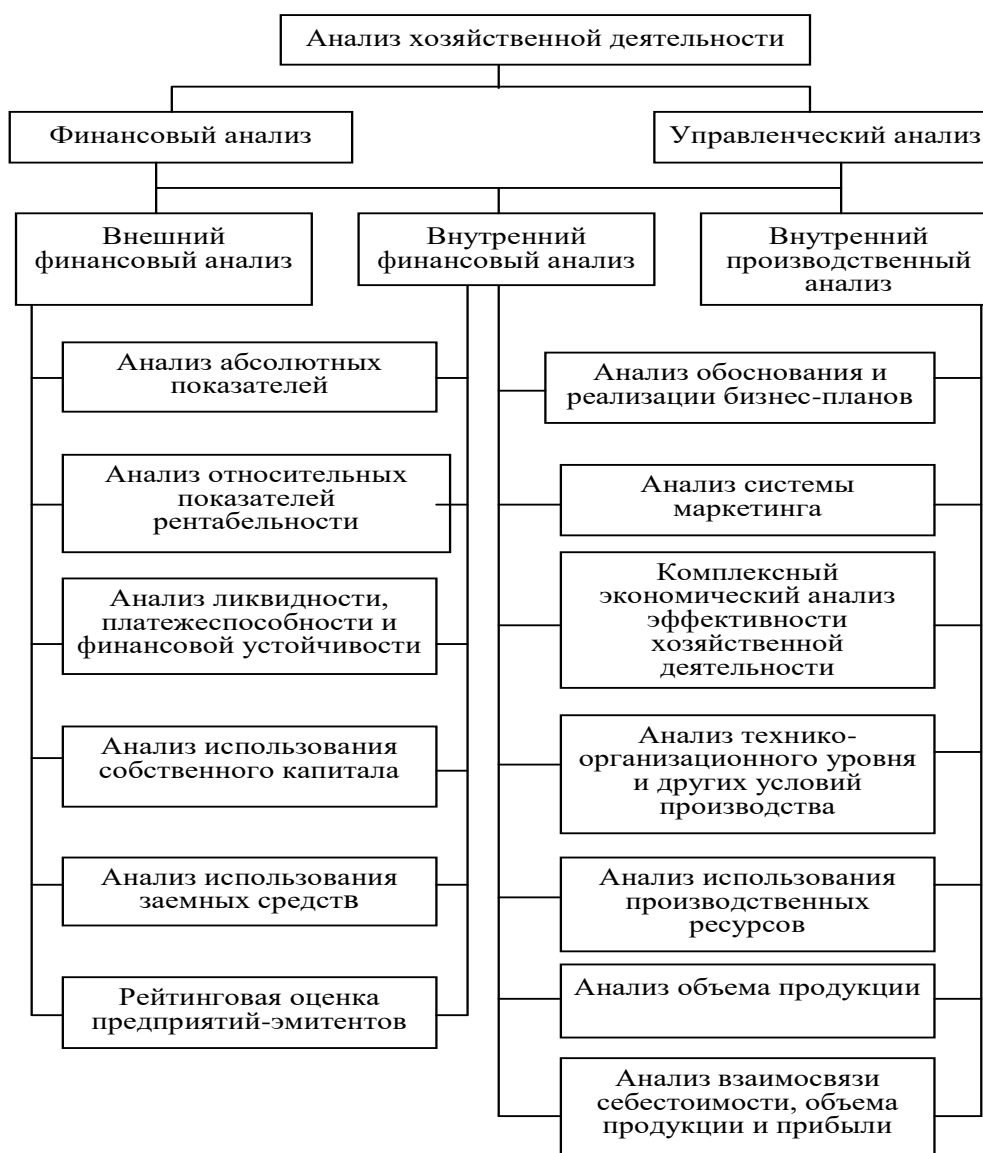 Анализ хозяйственной деятельности
Финансовый анализ
Управленческий анализ
Внешний
финансовый анализ
Внутренний
финансовый анализ
Внутренний
производственный
анализ
Анализ абсолютных
показателей
Анализ относительных
показателей
рентабельности
Анализ ликвидности,
платежеспособности и
финансовой устойчивости
Анализ использования
собственного капитала
Анализ использования
заемных средств
Рейтинговая оценка
предприятий-эмитентов
Анализ обоснования и
реализации бизнес-планов
Анализ системы
маркетинга
Комплексный
экономический анализ
эффективности
хозяйственной
деятельности
Анализ технико-
организационного уровня
и других условий
производства
Анализ использования
производственных
ресурсов
Анализ объема продукции
Анализ взаимосвязи
себестоимости, объема
продукции и прибыли